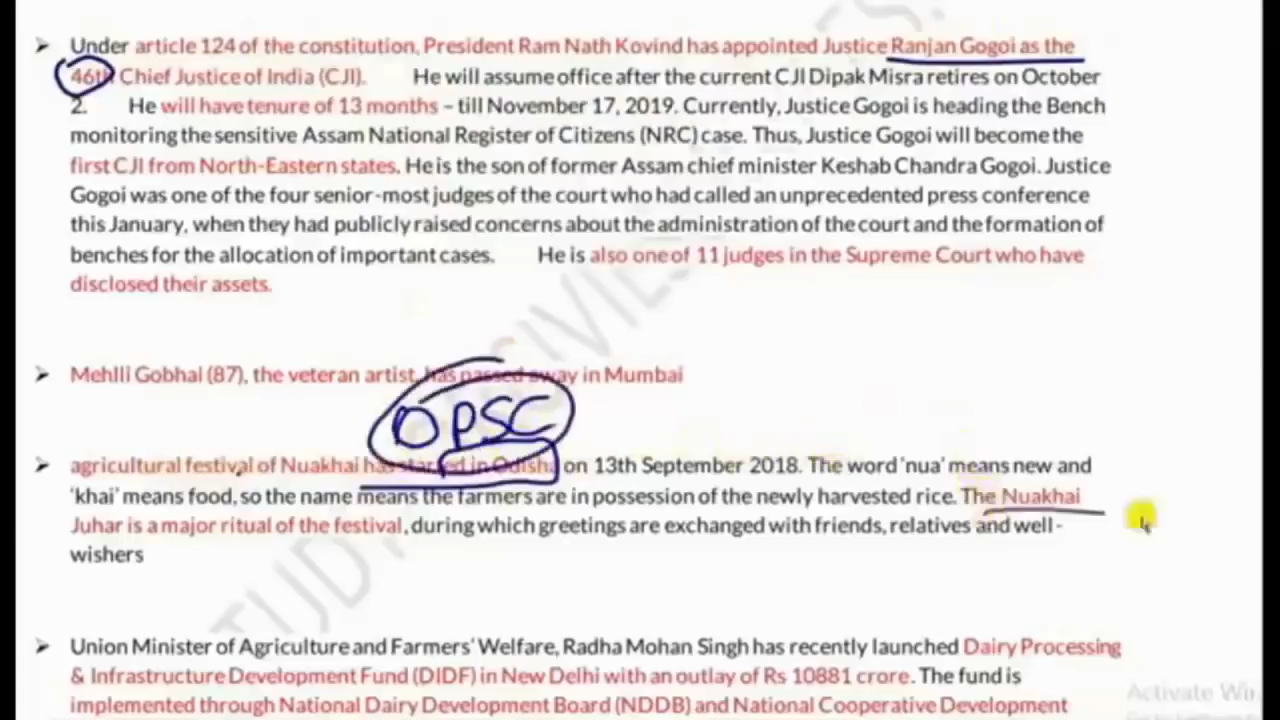 Under article 124 of the constitution, President Ram Nath Kovind has appointed Justice Ranjan Gogoi as the
46th Chief Justice of India (CJI). He will assume office after the current CJI Dipak Misra retires on October
2. He will have tenure of 13 months – till November 17, 2019. Currently, Justice Gogoi is heading the Bench
monitoring the sensitive Assam National Register of Citizens (NRC) case. Thus, Justice Gogoi will become the
first CJI from North-Eastern states. He is the son of former Assam chief minister Keshab Chandra Gogoi. Justice
Gogoi was one of the four senior-most judges of the court who had called an unprecedented press conference
this January, when they had publicly raised concerns about the administration of the court and the formation of
benches for the allocation of important cases. He is also one of 11 judges in the Supreme Court who have
disclosed their assets.
Mehlli Gobhai (87), the veteran artist, has passed away in Mumbai
OPSC
agricultural festival of Nuakhai has started in Odisha on 13th September 2018. The word 'nua' means new and
'khai' means food, so the name means the farmers are in possession of the newly harvested rice. The Nuakhai
Juhar is a major ritual of the festival, during which greetings are exchanged with friends, relatives and well-
wishers
Union Minister of Agriculture and Farmers' Welfare, Radha Mohan Singh has recently launched Dairy Processing
& Infrastructure Development Fund (DIDF) in New Delhi with an outlay of Rs 10881 crore. The fund is
implemented through National Dairy Development Board (NDDB) and National Cooperative Development
Activate Win